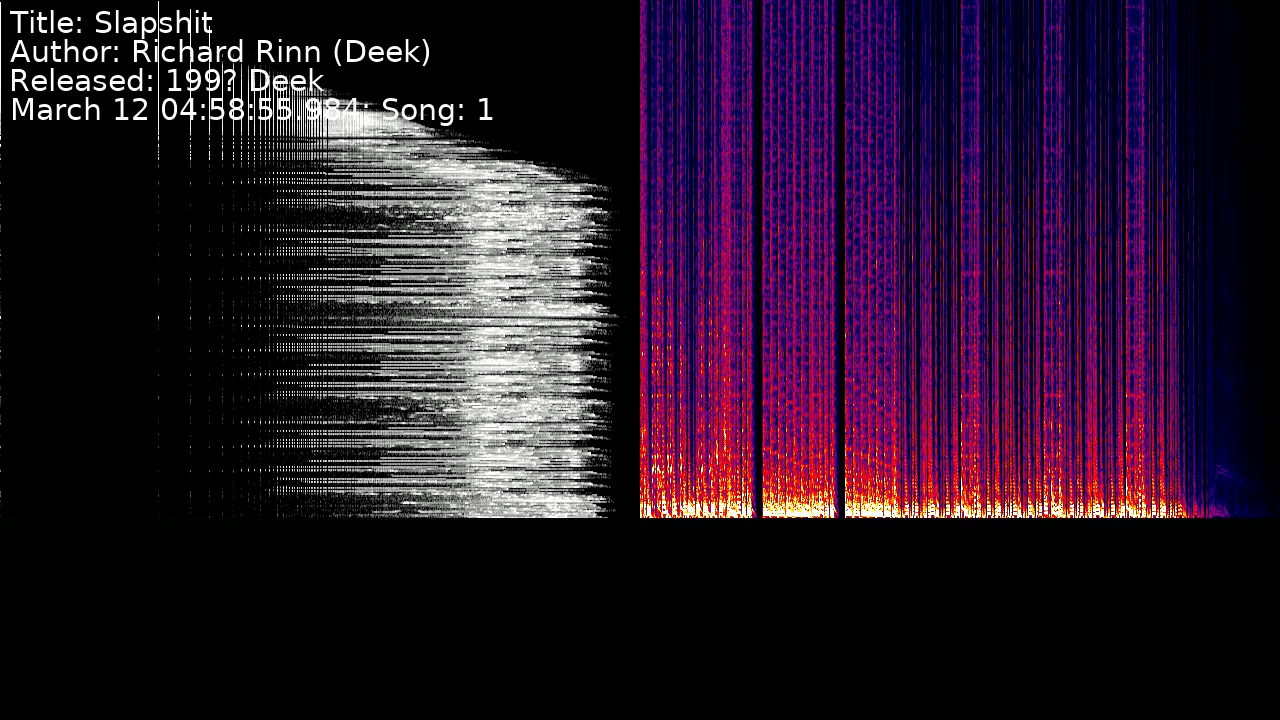 Title: Slapshit
Author: Richard Rinn (Deek)
Released: 199? Deek
March 12 04:58:55 984: Song: 1